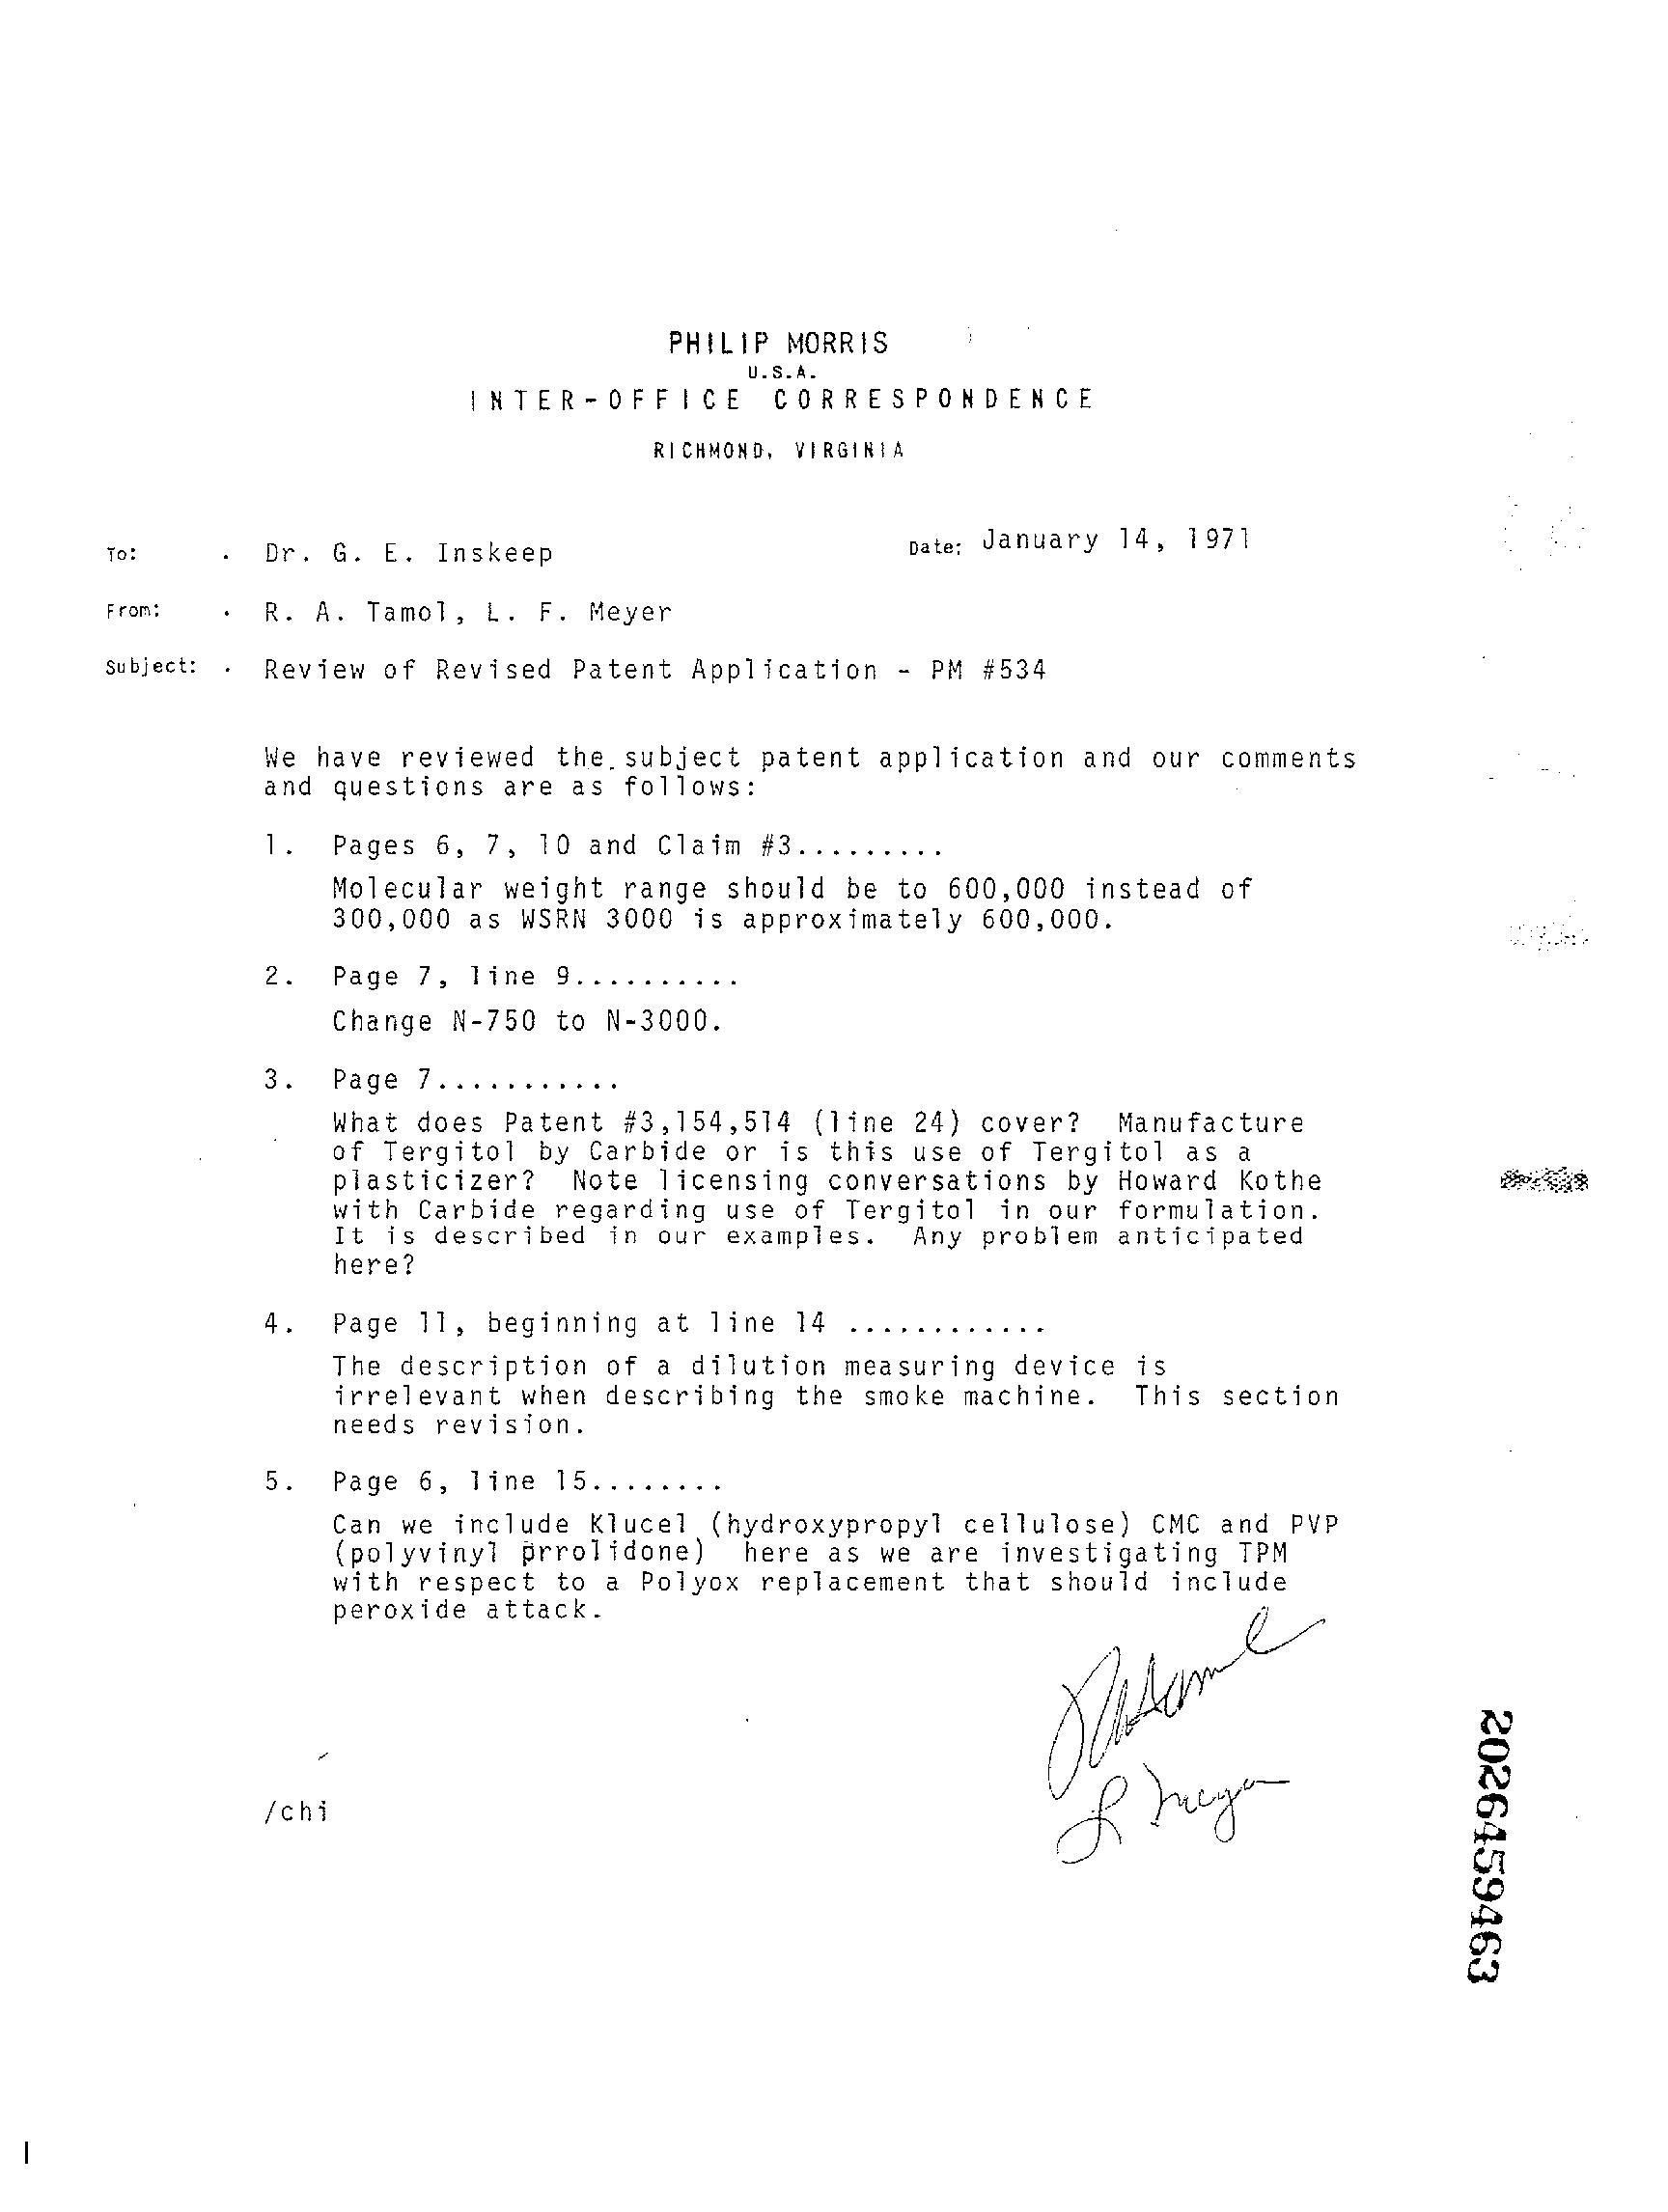 PHILIP MORRIS
U.S.A.
INTER-OFFICE CORRESPONDENCE
RICHMOND, VIRGINIA
To: . Dr. G. E. Inskeep Date: January 14, 1971
From: . R. A. Tamol, L. F. Meyer
Subject: . Review of Revised Patent Application - PM #534
We have reviewed the subject patent application and our comments
and questions are as follows:
1. Pages 6, 7, 10 and Claim #3.........
Molecular weight range should be to 600,000 instead of
300,000 as WSRN 3000 is approximately 600,000.
2. Page 7, line 9..........
Change N-750 to N-3000.
3. Page 7...........
What does Patent #3,154,514 (line 24) cover? Manufacture
of Tergitol by Carbide or is this use of Tergitol as a
plasticizer? Note licensing conversations by Howard Kothe
with Carbide regarding use of Tergitol in our formulation.
It is described in our examples. Any problem anticipated
here?
4. Page 11, beginning at line 14 ............
The description of a dilution measuring device is
irrelevant when describing the smoke machine. This section
needs revision.
5. Page 6, line 15........
Can we include Klucel (hydroxypropyl cellulose) CMC and PVP
(polyvinyl prrolidone) here as we are investigating TPM
with respect to a Polyox replacement that should include
peroxide attack.
RATamol
L Meyer
/chi
2026459463